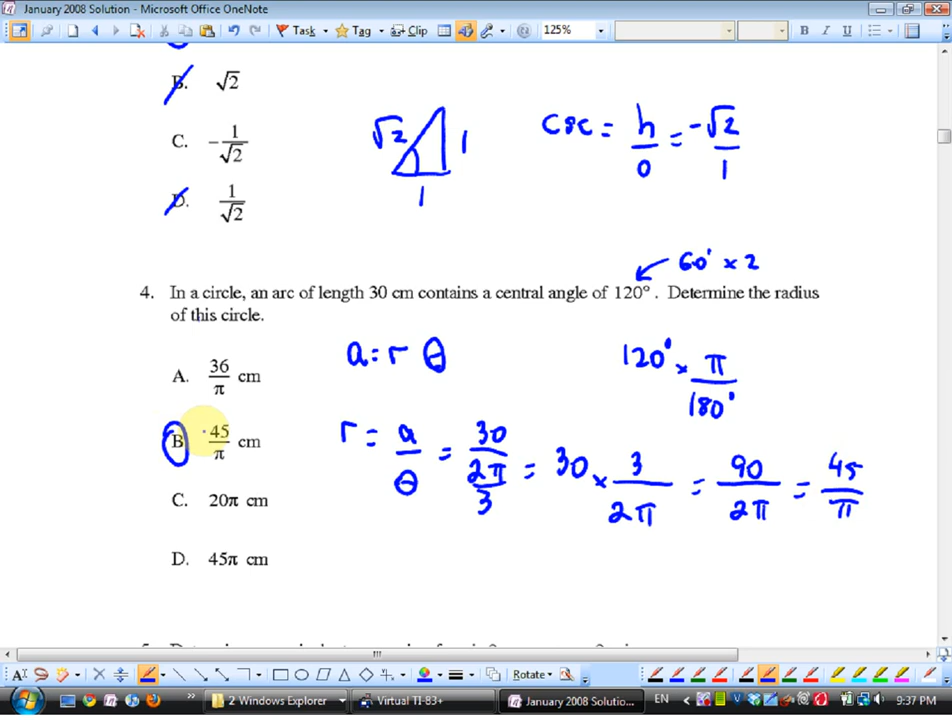 January 2008 Solution - Microsoft Office OneNote
Task Tag Clip 125% B I U
B. √2
C. -1/√2
D. 1/√2
√2 1
1
csc = h/o = -√2/1
60° × 2
4. In a circle, an arc of length 30 cm contains a central angle of 120°. Determine the radius
of this circle.
a = r θ
120° × π/180°
A. 36/π cm
B 45/π cm
r = a/θ = 30/(2π/3) = 30 × 3/2π = 90/2π = 45/π
C. 20π cm
D. 45π cm
Rotate
2 Windows Explorer Virtual TI-83+ January 2008 Solutio... EN 9:37 PM